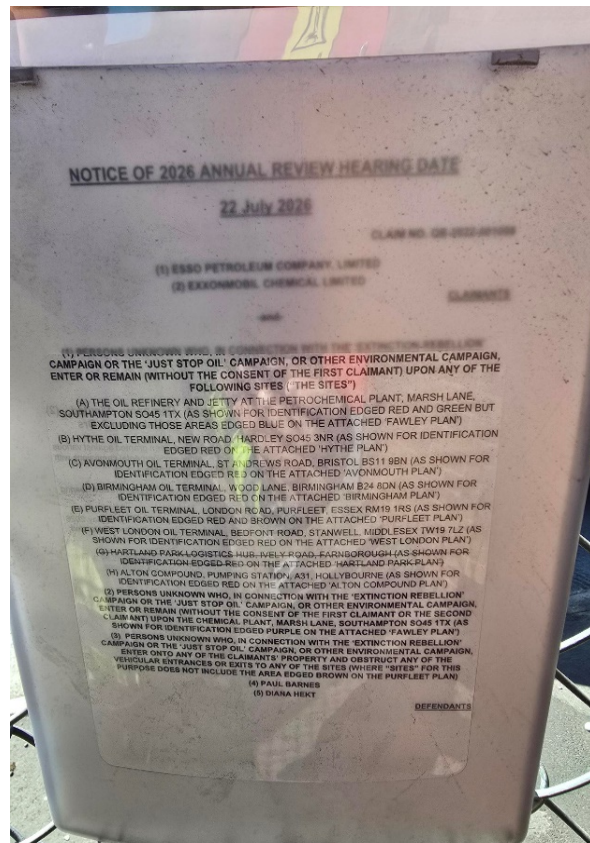 NOTICE OF 2026 ANNUAL REVIEW HEARING DATE
22 July 2026
CLAIM NO.
(1) ESSO PETROLEUM COMPANY, LIMITED
(2) EXXONMOBIL CHEMICAL LIMITED
CLAIMANTS
-and-
(1) PERSONS UNKNOWN WHO, IN CONNECTION WITH THE 'EXTINCTION REBELLION'
CAMPAIGN OR THE 'JUST STOP OIL' CAMPAIGN, OR OTHER ENVIRONMENTAL CAMPAIGN,
ENTER OR REMAIN (WITHOUT THE CONSENT OF THE FIRST CLAIMANT) UPON ANY OF THE
FOLLOWING SITES ("THE SITES")
(A) THE OIL REFINERY AND JETTY AT THE PETROCHEMICAL PLANT, MARSH LANE,
SOUTHAMPTON SO45 1TX (AS SHOWN FOR IDENTIFICATION EDGED RED AND GREEN BUT
EXCLUDING THOSE AREAS EDGED BLUE ON THE ATTACHED 'FAWLEY PLAN')
(B) HYTHE OIL TERMINAL, NEW ROAD, HARDLEY SO45 3NR (AS SHOWN FOR IDENTIFICATION
EDGED RED ON THE ATTACHED 'HYTHE PLAN')
(C) AVONMOUTH OIL TERMINAL, ST ANDREWS ROAD, BRISTOL BS11 9BN (AS SHOWN FOR
IDENTIFICATION EDGED RED ON THE ATTACHED 'AVONMOUTH PLAN')
(D) BIRMINGHAM OIL TERMINAL, WOOD LANE, BIRMINGHAM B24 8DN (AS SHOWN FOR
IDENTIFICATION EDGED RED ON THE ATTACHED 'BIRMINGHAM PLAN')
(E) PURFLEET OIL TERMINAL, LONDON ROAD, PURFLEET, ESSEX RM19 1RS (AS SHOWN FOR
IDENTIFICATION EDGED RED AND BROWN ON THE ATTACHED 'PURFLEET PLAN')
(F) WEST LONDON OIL TERMINAL, BEDFONT ROAD, STANWELL, MIDDLESEX TW19 7LZ (AS
SHOWN FOR IDENTIFICATION EDGED RED ON THE ATTACHED 'WEST LONDON PLAN')
(G) HARTLAND PARK LOGISTICS HUB, IVELY ROAD, FARNBOROUGH (AS SHOWN FOR
IDENTIFICATION EDGED RED ON THE ATTACHED 'HARTLAND PARK PLAN')
(H) ALTON COMPOUND, PUMPING STATION, A31, HOLLYBOURNE (AS SHOWN FOR
IDENTIFICATION EDGED RED ON THE ATTACHED 'ALTON COMPOUND PLAN')
(2) PERSONS UNKNOWN WHO, IN CONNECTION WITH THE 'EXTINCTION REBELLION'
CAMPAIGN OR THE 'JUST STOP OIL' CAMPAIGN, OR OTHER ENVIRONMENTAL CAMPAIGN,
ENTER OR REMAIN (WITHOUT THE CONSENT OF THE FIRST CLAIMANT OR THE SECOND
CLAIMANT) UPON THE CHEMICAL PLANT, MARSH LANE, SOUTHAMPTON SO45 1TX (AS
SHOWN FOR IDENTIFICATION EDGED PURPLE ON THE ATTACHED 'FAWLEY PLAN')
(3) PERSONS UNKNOWN WHO, IN CONNECTION WITH THE 'EXTINCTION REBELLION'
CAMPAIGN OR THE 'JUST STOP OIL' CAMPAIGN, OR OTHER ENVIRONMENTAL CAMPAIGN,
ENTER ONTO ANY OF THE CLAIMANTS' PROPERTY AND OBSTRUCT ANY OF THE
VEHICULAR ENTRANCES OR EXITS TO ANY OF THE SITES (WHERE "SITES" FOR THIS
PURPOSE DOES NOT INCLUDE THE AREA EDGED BROWN ON THE PURFLEET PLAN)
(4) PAUL BARNES
(5) DIANA HEKT
DEFENDANTS